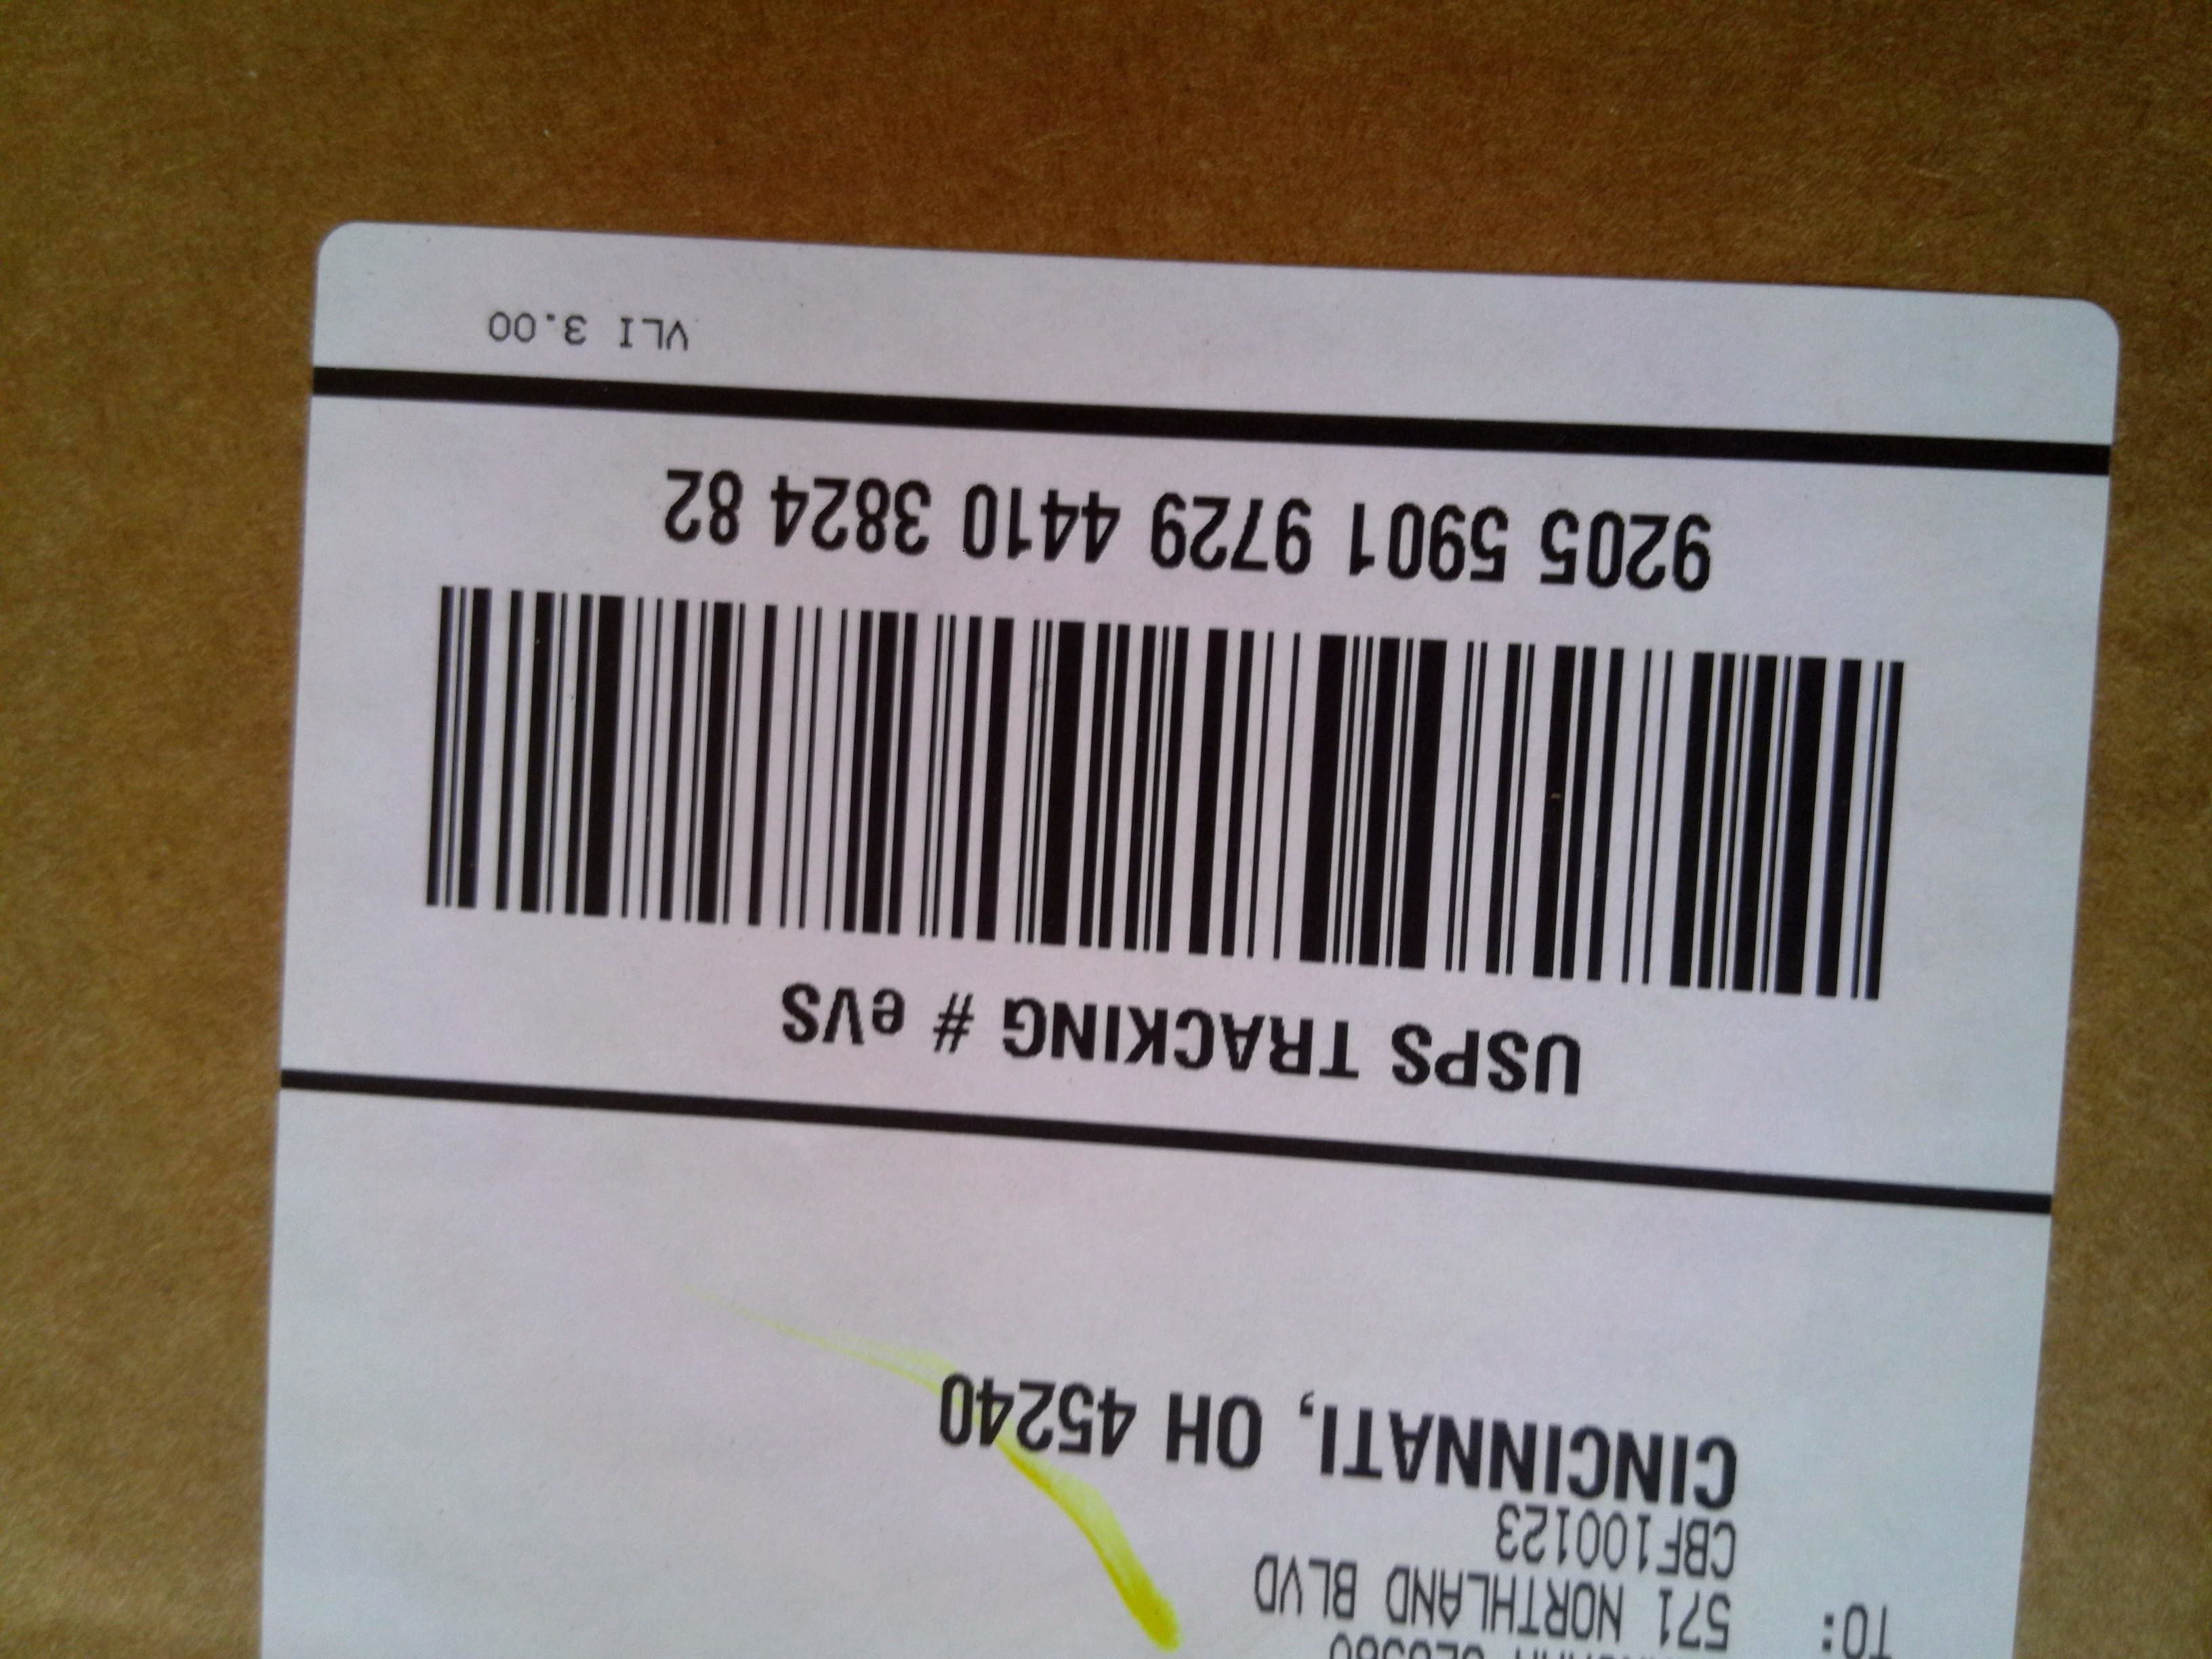 TO: 571 NORTHLAND BLVD
CBF100123
CINCINNATI, OH 45240
USPS TRACKING # eVS
9205 5901 9729 4410 3824 82
VLI 3.00